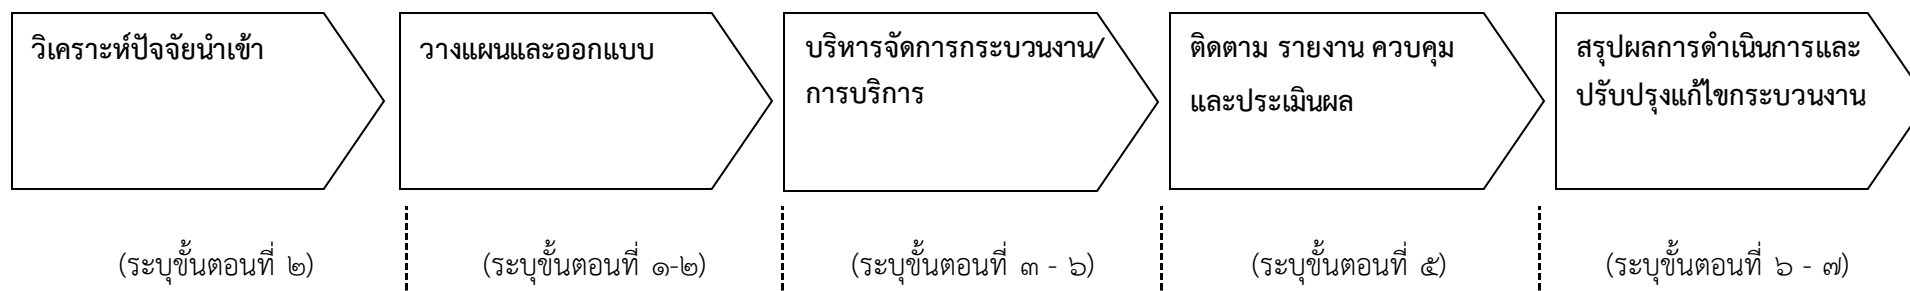 วิเคราะห์ปัจจัยนำเข้า
วางแผนและออกแบบ
บริหารจัดการกระบวนงาน/
การบริการ
ติดตาม รายงาน ควบคุม
และประเมินผล
สรุปผลการดำเนินการและ
ปรับปรุงแก้ไขกระบวนงาน
(ระบุขั้นตอนที่ ๒)
(ระบุขั้นตอนที่ ๑-๒)
(ระบุขั้นตอนที่ ๓ - ๖)
(ระบุขั้นตอนที่ ๕)
(ระบุขั้นตอนที่ ๖ - ๗)